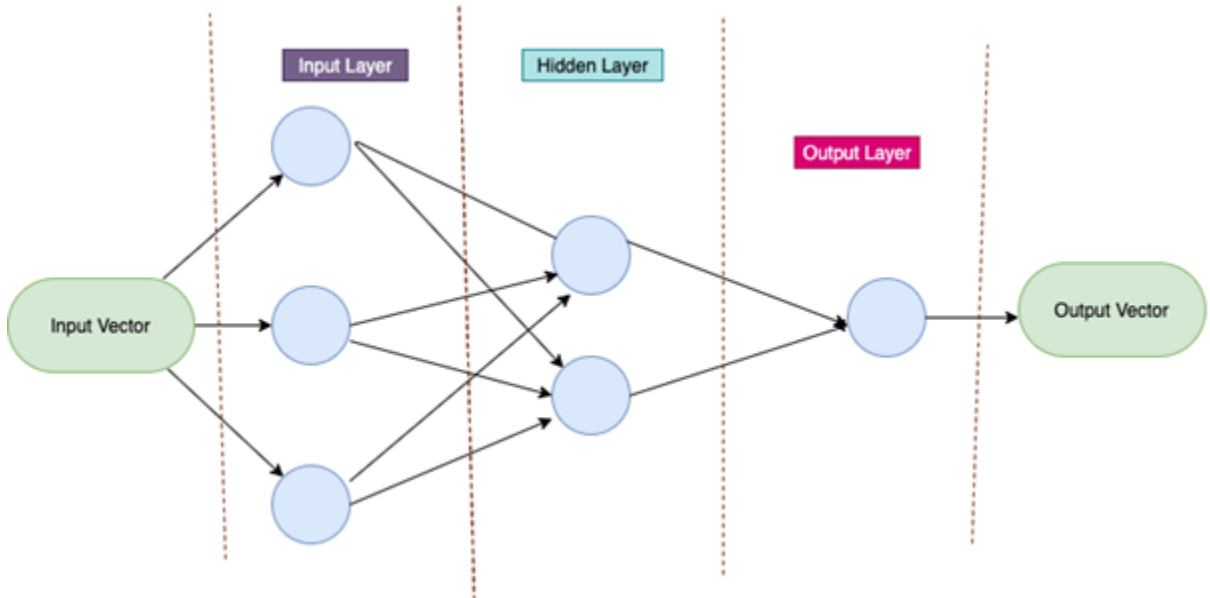 Input Layer
Hidden Layer
Output Layer
Input Vector
Output Vector